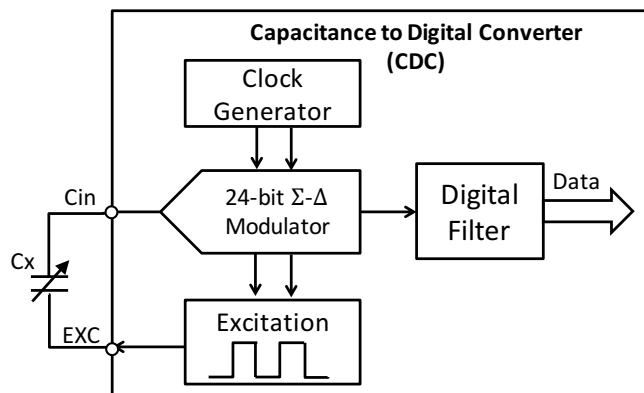 Capacitance to Digital Converter
(CDC)
Clock
Generator
Cin
24-bit Σ-Δ
Modulator
Digital
Filter
Data
Cx
EXC
Excitation